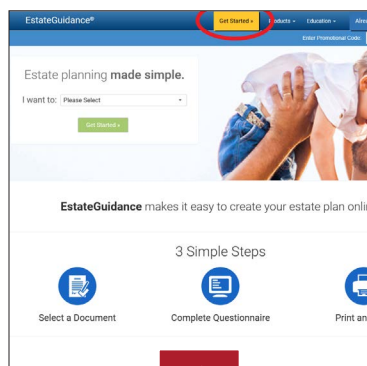 EstateGuidance®
Get Started »
Products
Education
Alrea
Enter Promotional Code:
Estate planning made simple.
I want to: Please Select
Get Started »
EstateGuidance makes it easy to create your estate plan onli
3 Simple Steps
Select a Document
Complete Questionnaire
Print an